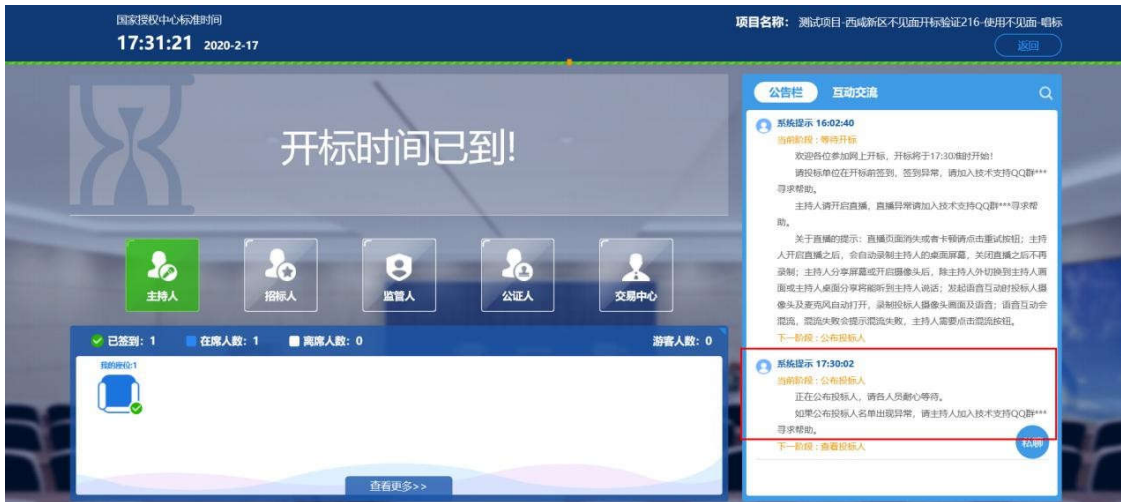 国家授权中心标准时间
17:31:21 2020-2-17
项目名称： 测试项目-西咸新区不见面开标验证216-使用不见面-唱标
返回
开标时间已到!
主持人
招标人
监管人
公证人
交易中心
已签到：1 在席人数：1 离席人数：0 游客人数：0
我的座位:1
查看更多>>
公告栏 互动交流
系统提示 16:02:40
当前阶段：等待开标
欢迎各位参加网上开标，开标将于17:30准时开始!
请投标单位在开标前签到，签到异常，请加入技术支持QQ群***
寻求帮助。
主持人请开启直播，直播异常请加入技术支持QQ群***寻求帮
助。
关于直播的提示：直播页面消失或者卡顿请点击重试按钮；主持
人开启直播之后，会自动录制主持人的桌面屏幕，关闭直播之后不再
录制；主持人分享屏幕或开启摄像头后，除主持人外切换到主持人画
面或主持人桌面分享将能听到主持人说话；发起语音互动时投标人摄
像头及麦克风自动打开，录制投标人摄像头画面及语音；语音互动会
混流，混流失败会提示混流失败，主持人需要点击混流按钮。
下一阶段：公布投标人
系统提示 17:30:02
当前阶段：公布投标人
正在公布投标人，请各人员耐心等待。
如果公布投标人名单出现异常，请主持人加入技术支持QQ群***
寻求帮助。
下一阶段：查看投标人
私聊